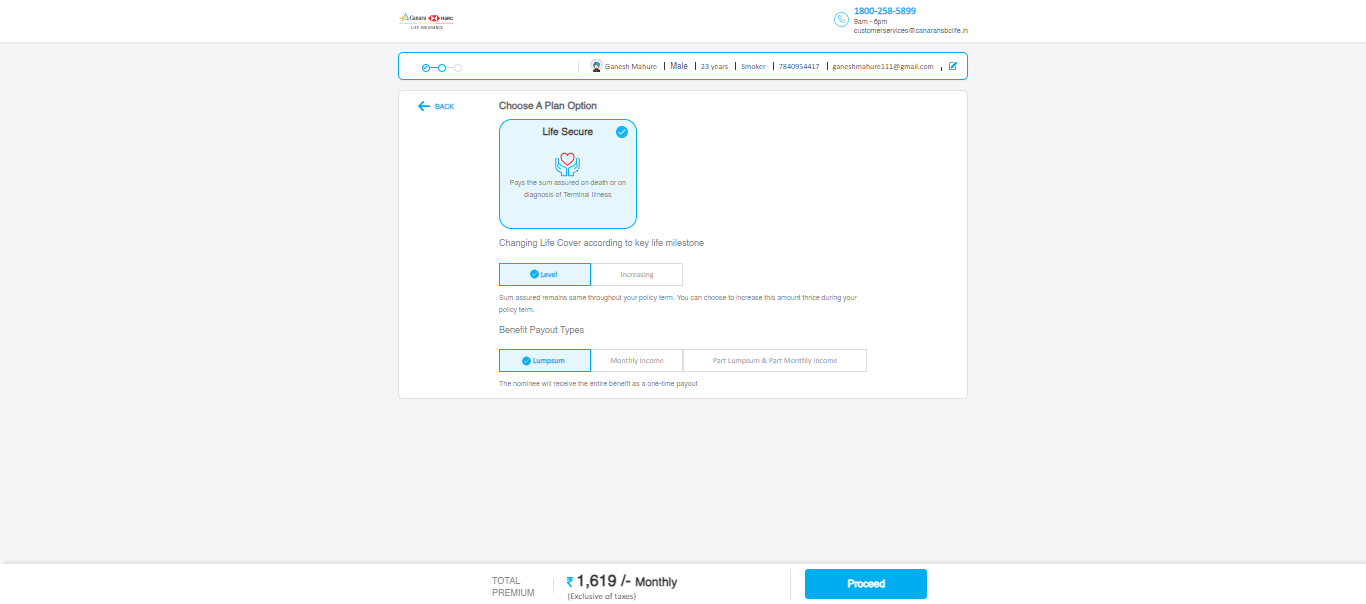 Canara HSBC
LIFE INSURANCE
1800-258-5899
9am - 6pm
customerservices@canarahsbclife.in
Ganesh Mahure | Male | 23 years | Smoker | 7840954417 | ganeshmahure111@gmail.com
BACK
Choose A Plan Option
Life Secure
Pays the sum assured on death or on
diagnosis of Terminal Illness
Changing Life Cover according to key life milestone
Level
Increasing
Sum assured remains same throughout your policy term. You can choose to increase this amount thrice during your
policy term.
Benefit Payout Types
Lumpsum
Monthly Income
Part Lumpsum & Part Monthly Income
The nominee will receive the entire benefit as a one-time payout
TOTAL
PREMIUM
₹ 1,619 /- Monthly
(Exclusive of taxes)
Proceed